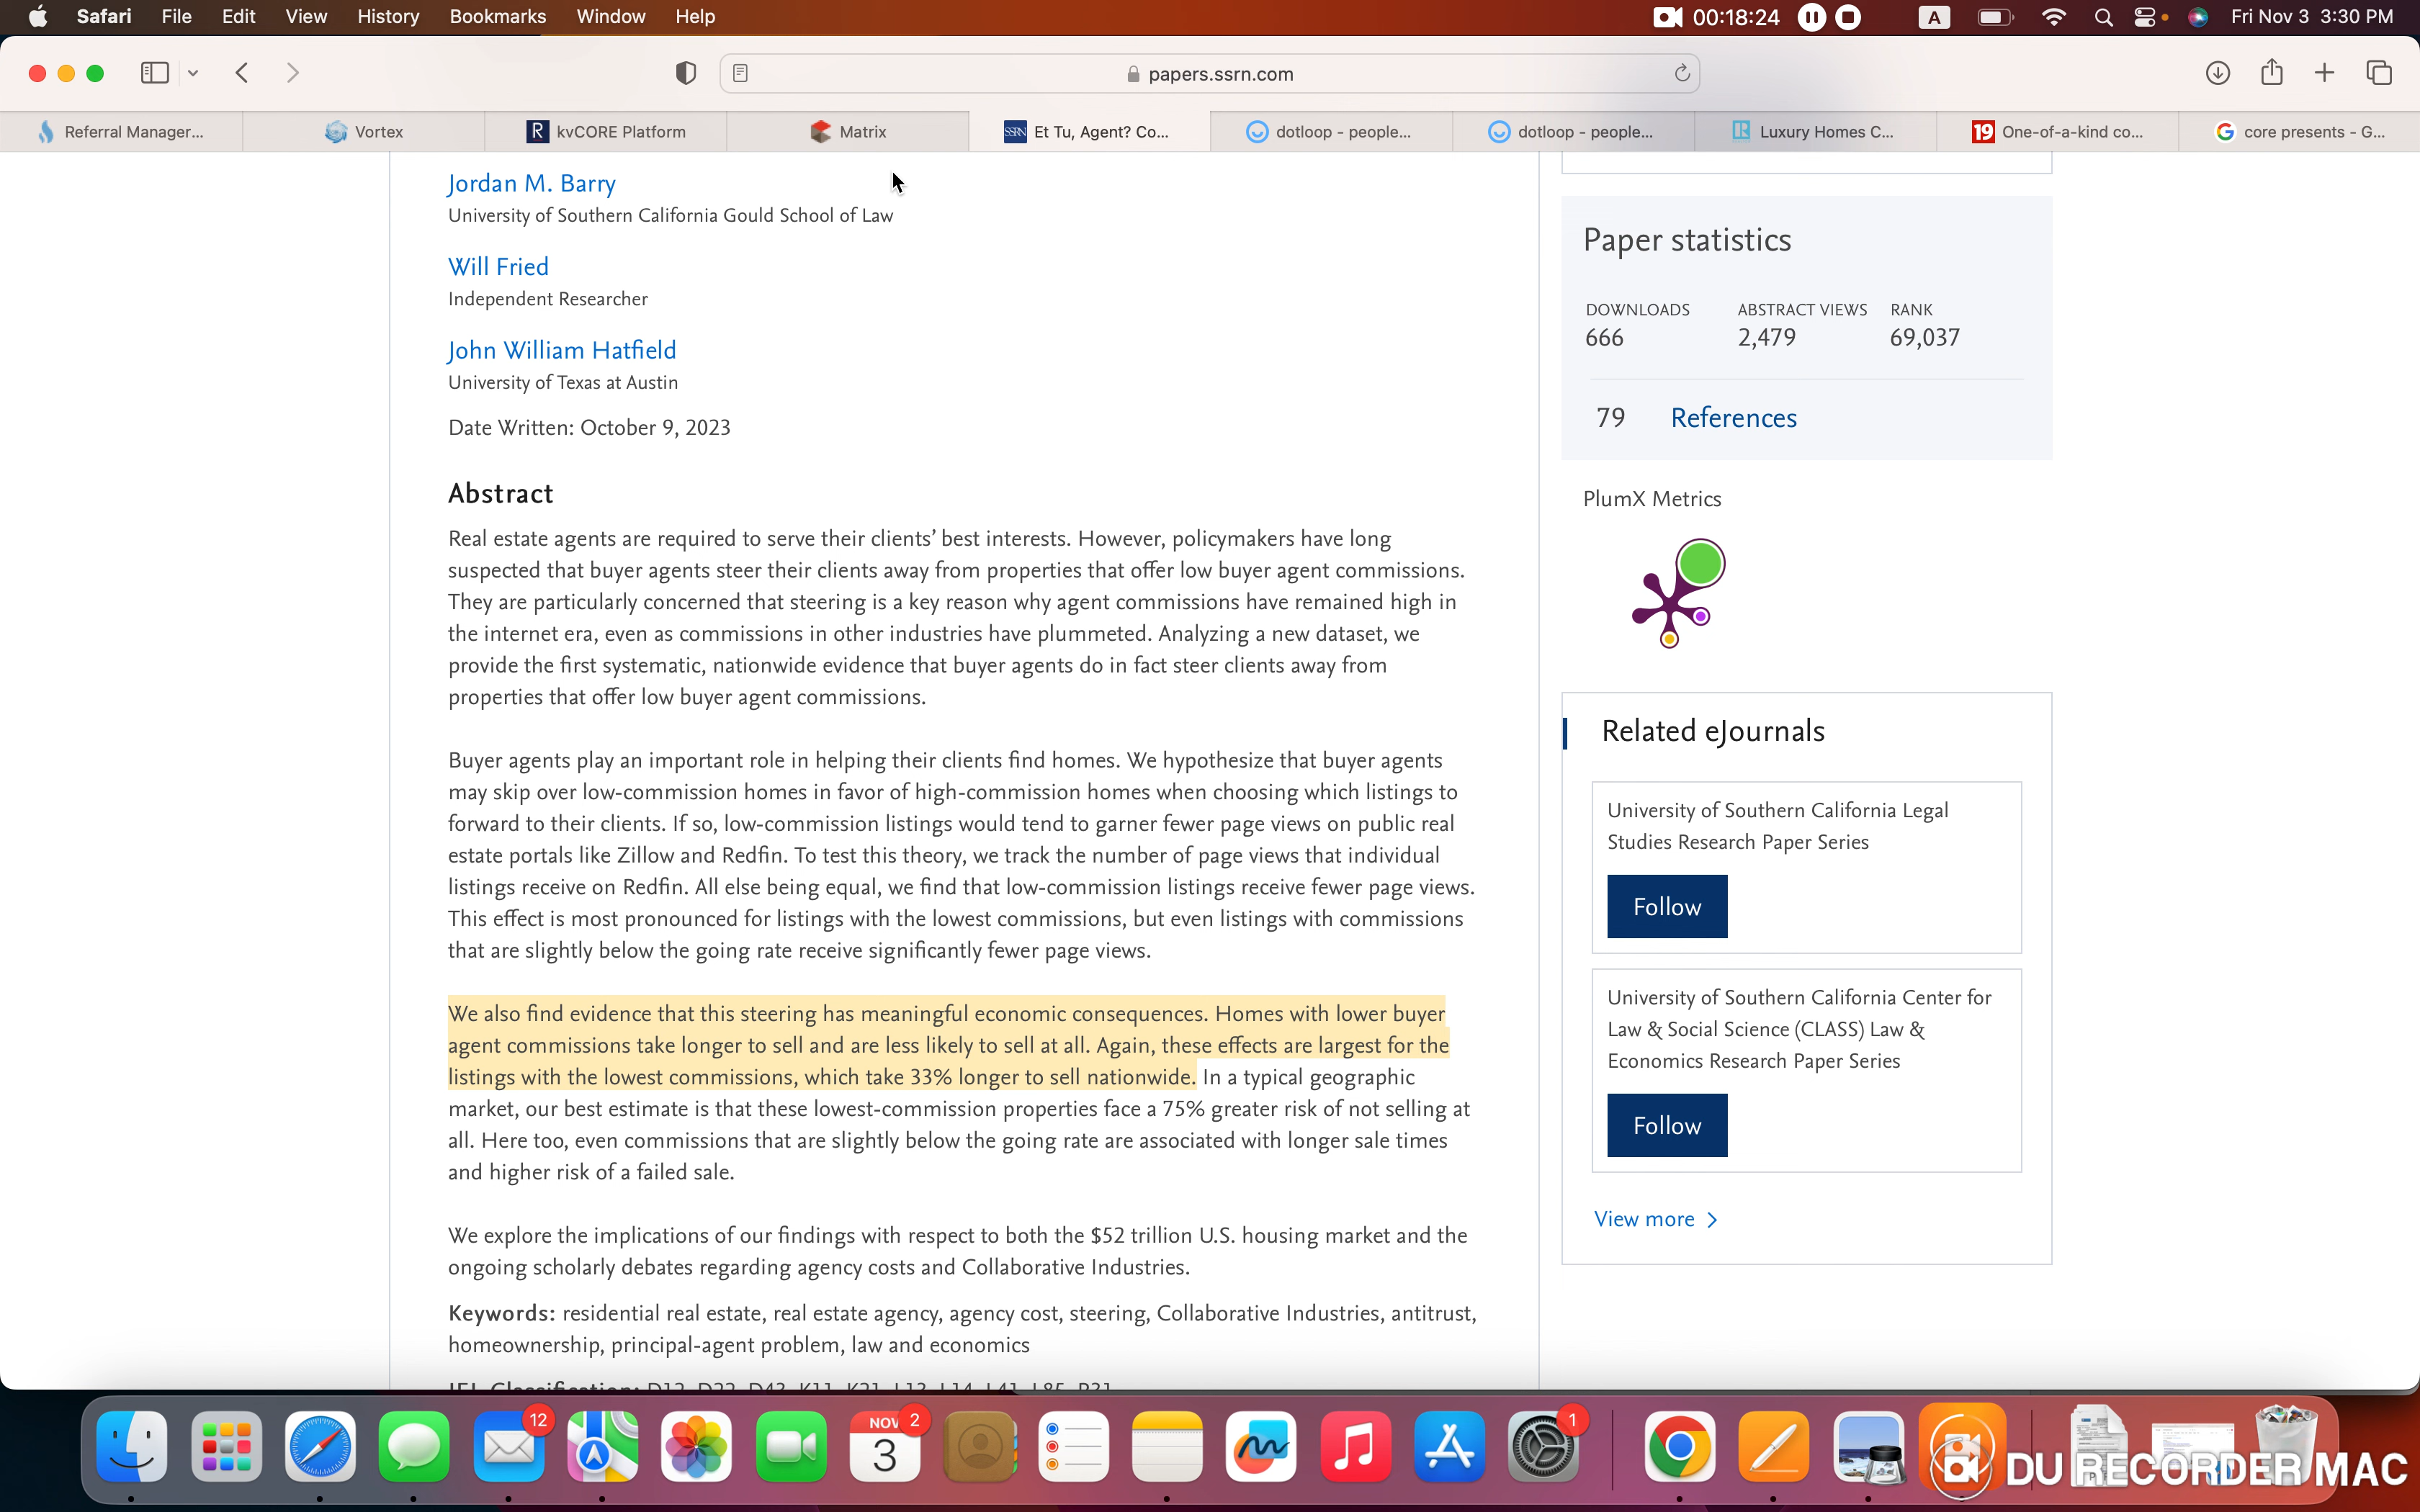 Safari File Edit View History Bookmarks Window Help 00:18:24 A Fri Nov 3 3:30 PM
papers.ssrn.com
Referral Manager... Vortex R kvCORE Platform Matrix SSRN Et Tu, Agent? Co... dotloop - people... dotloop - people... Luxury Homes C... 19 One-of-a-kind co... core presents - G...
Jordan M. Barry
University of Southern California Gould School of Law
Will Fried
Independent Researcher
John William Hatfield
University of Texas at Austin
Date Written: October 9, 2023
Abstract
Real estate agents are required to serve their clients’ best interests. However, policymakers have long
suspected that buyer agents steer their clients away from properties that offer low buyer agent commissions.
They are particularly concerned that steering is a key reason why agent commissions have remained high in
the internet era, even as commissions in other industries have plummeted. Analyzing a new dataset, we
provide the first systematic, nationwide evidence that buyer agents do in fact steer clients away from
properties that offer low buyer agent commissions.
Buyer agents play an important role in helping their clients find homes. We hypothesize that buyer agents
may skip over low-commission homes in favor of high-commission homes when choosing which listings to
forward to their clients. If so, low-commission listings would tend to garner fewer page views on public real
estate portals like Zillow and Redfin. To test this theory, we track the number of page views that individual
listings receive on Redfin. All else being equal, we find that low-commission listings receive fewer page views.
This effect is most pronounced for listings with the lowest commissions, but even listings with commissions
that are slightly below the going rate receive significantly fewer page views.
We also find evidence that this steering has meaningful economic consequences. Homes with lower buyer
agent commissions take longer to sell and are less likely to sell at all. Again, these effects are largest for the
listings with the lowest commissions, which take 33% longer to sell nationwide. In a typical geographic
market, our best estimate is that these lowest-commission properties face a 75% greater risk of not selling at
all. Here too, even commissions that are slightly below the going rate are associated with longer sale times
and higher risk of a failed sale.
We explore the implications of our findings with respect to both the $52 trillion U.S. housing market and the
ongoing scholarly debates regarding agency costs and Collaborative Industries.
Keywords: residential real estate, real estate agency, agency cost, steering, Collaborative Industries, antitrust,
homeownership, principal-agent problem, law and economics
Paper statistics
DOWNLOADS ABSTRACT VIEWS RANK
666 2,479 69,037
79 References
PlumX Metrics
Related eJournals
University of Southern California Legal
Studies Research Paper Series
Follow
University of Southern California Center for
Law & Social Science (CLASS) Law &
Economics Research Paper Series
Follow
View more
12 NOV 2 3 1
DU RECORDER MAC